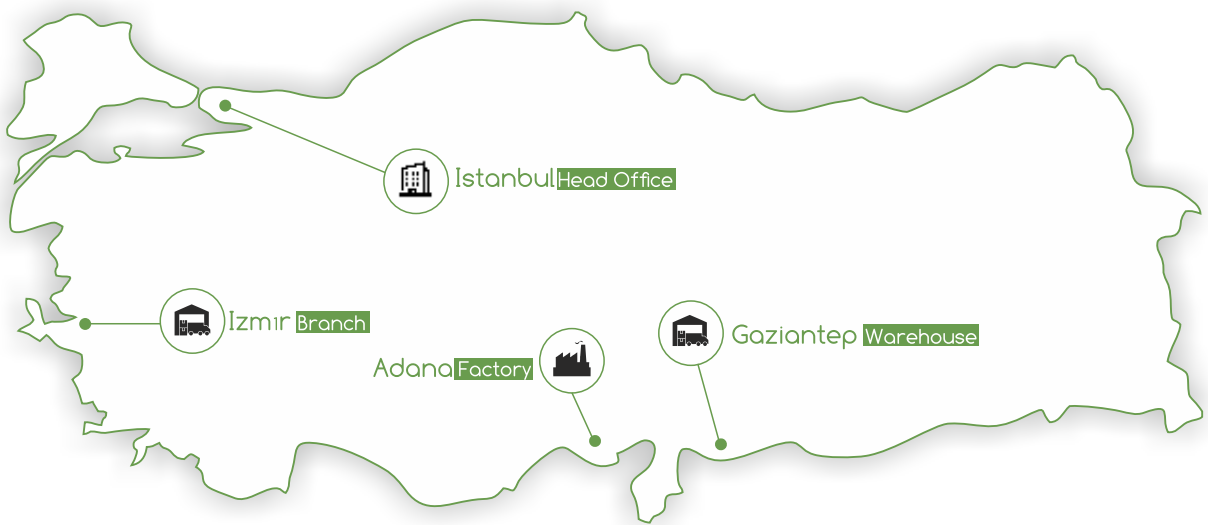 Istanbul Head Office
Izmır Branch
Gaziantep Warehouse
Adana Factory